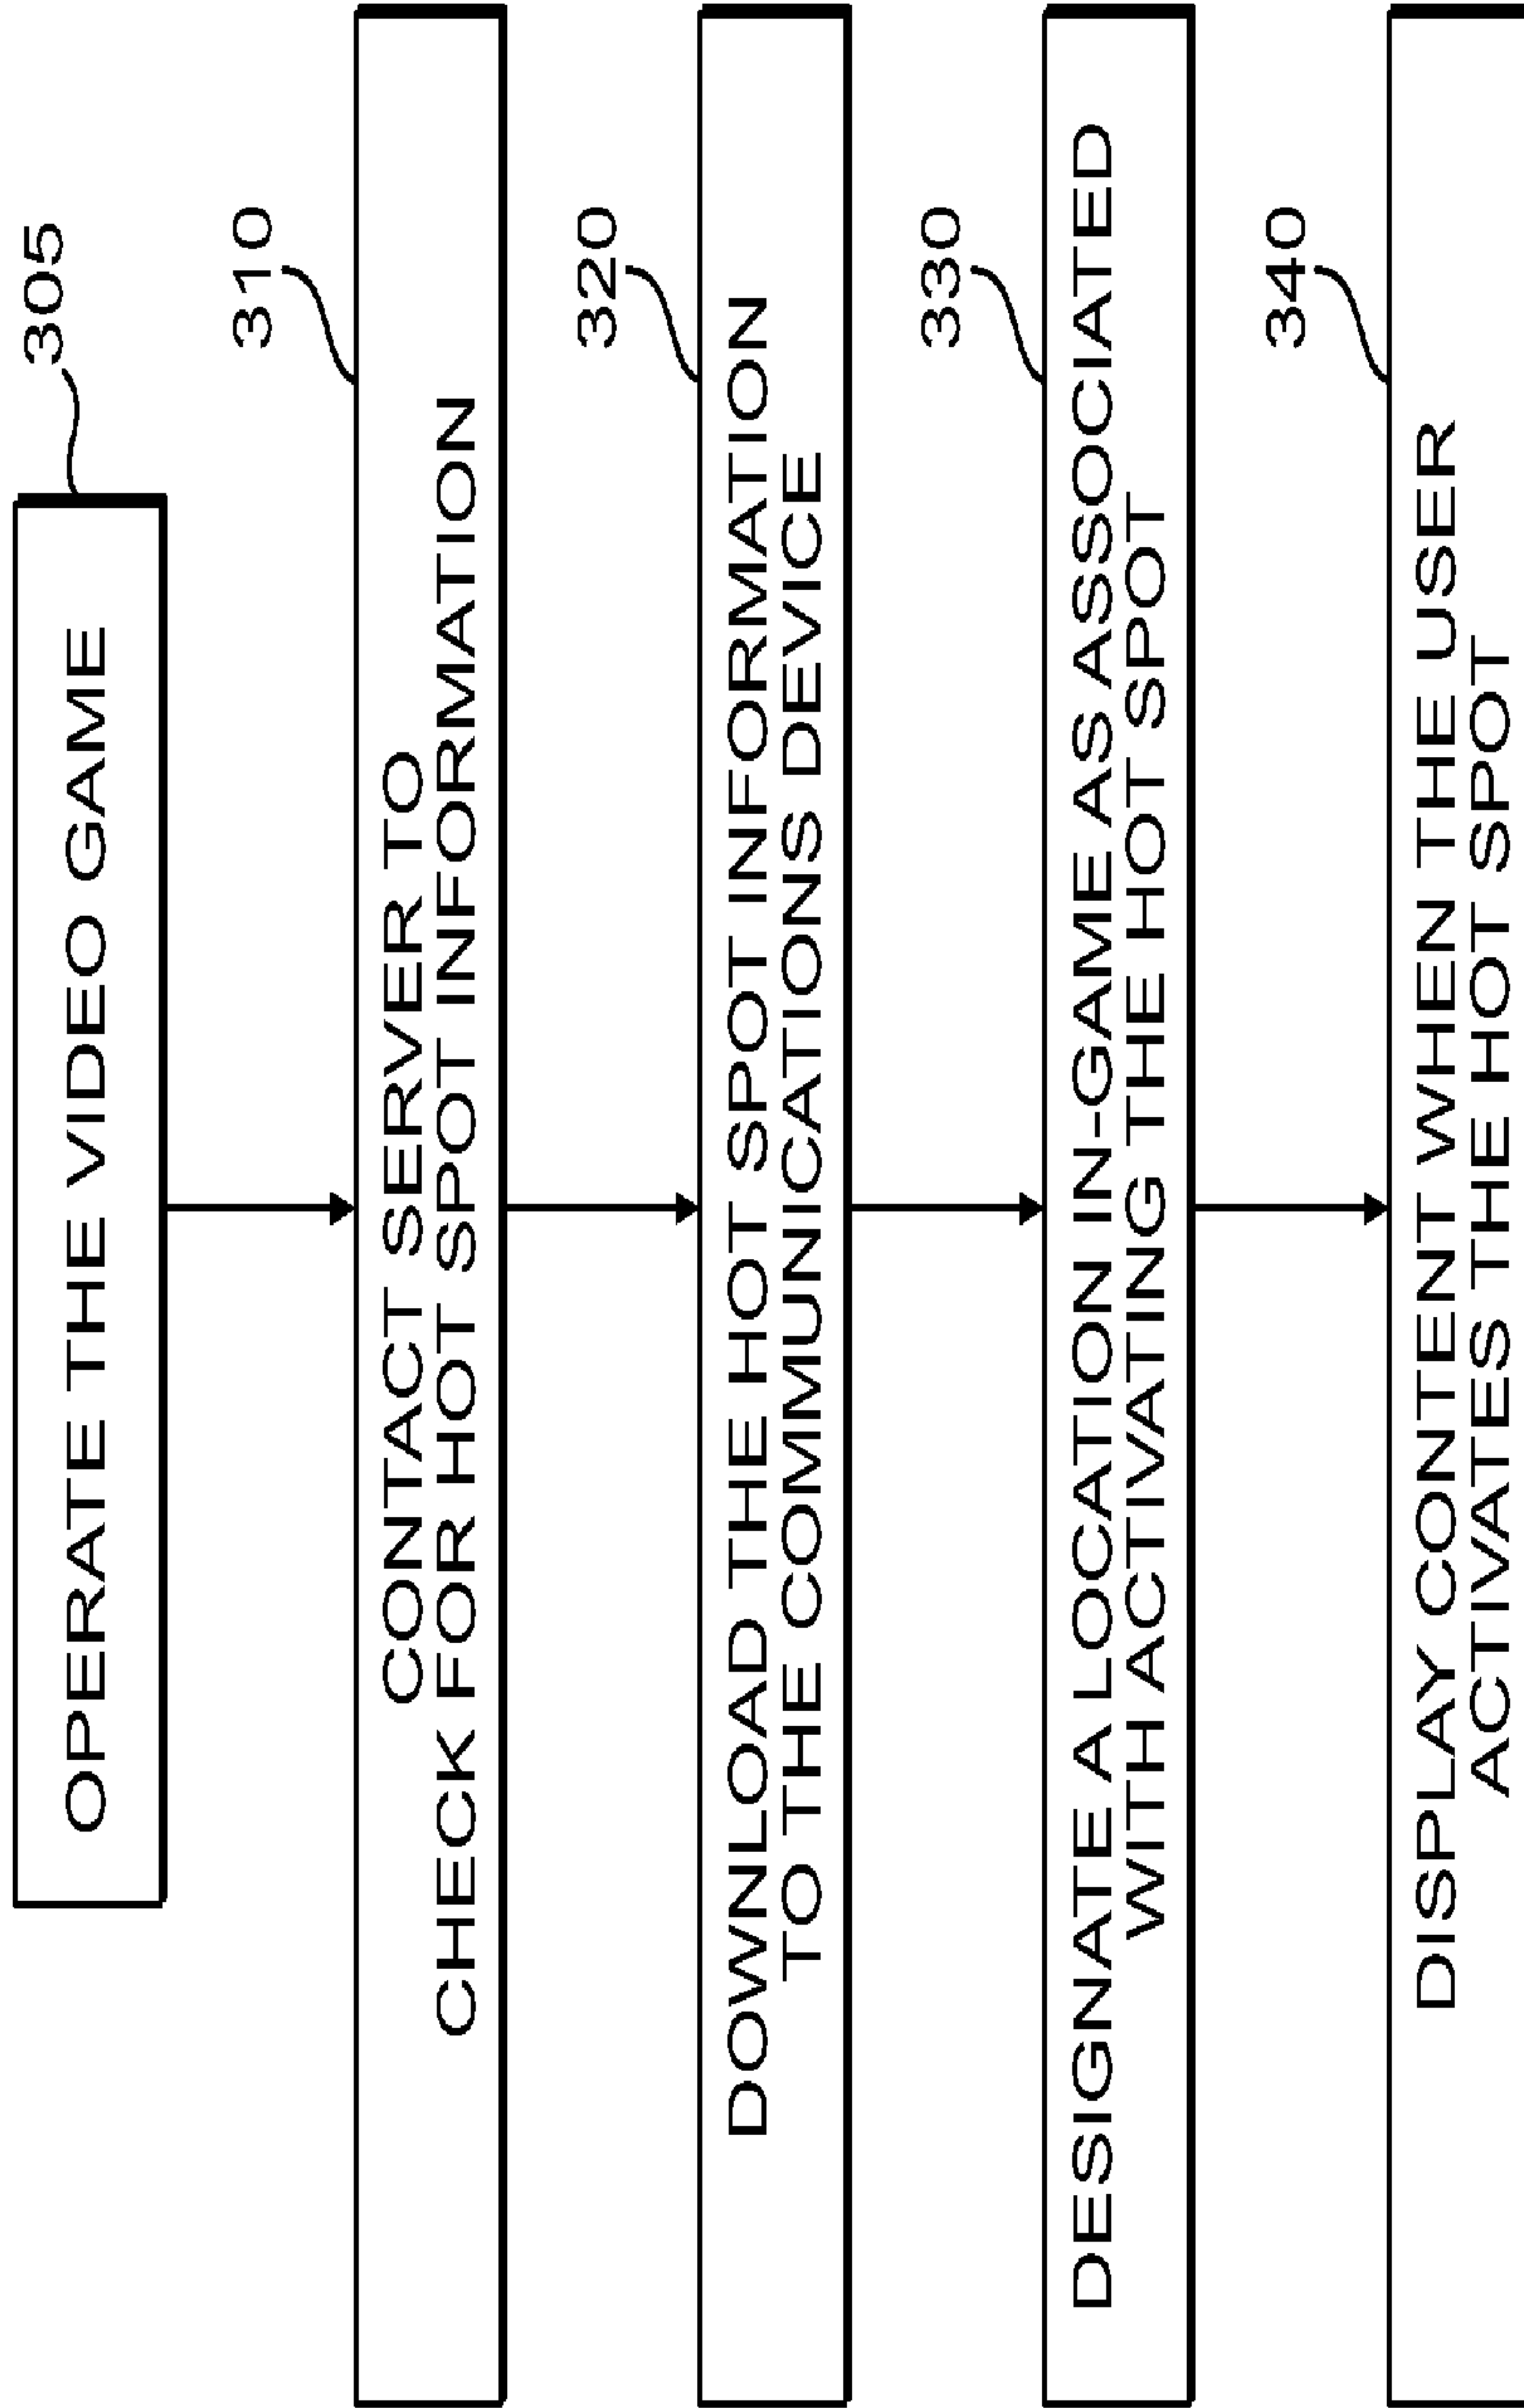 OPERATE THE VIDEO GAME
305
310
CONTACT SERVER TO
CHECK FOR HOT SPOT INFORMATION
320
DOWNLOAD THE HOT SPOT INFORMATION
TO THE COMMUNICATIONS DEVICE
330
DESIGNATE A LOCATION IN-GAME AS ASSOCIATED
WITH ACTIVATING THE HOT SPOT
340
DISPLAY CONTENT WHEN THE USER
ACTIVATES THE HOT SPOT